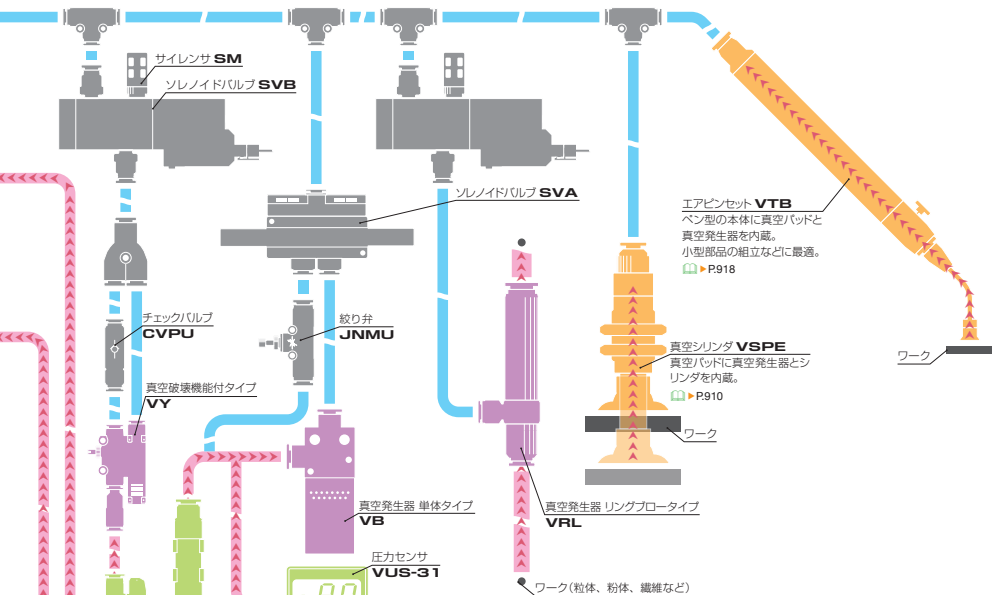 サイレンサ SM
ソレノイドバルブ SVB
ソレノイドバルブ SVA
エアピンセット VTB
ペン型の本体に真空パッドと
真空発生器を内蔵。
小型部品の組立などに最適。
P.918
チェックバルブ
CVPU
絞り弁
JNMU
真空シリンダ VSPE
真空パッドに真空発生器とシ
リンダを内蔵。
P.910
ワーク
真空破壊機能付タイプ
VY
ワーク
真空発生器 単体タイプ
VB
真空発生器 リングブロータイプ
VRL
圧力センサ
VUS-31
ワーク(粒体、粉体、繊維など)